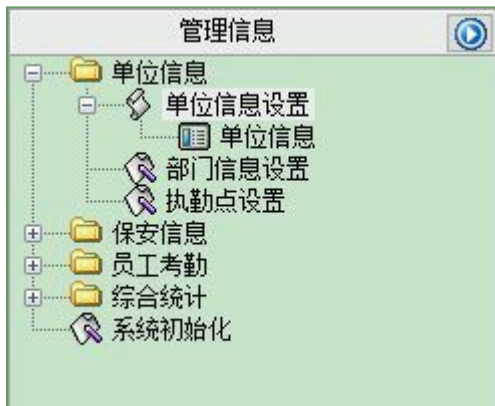 管理信息
单位信息
单位信息设置
单位信息
部门信息设置
执勤点设置
保安信息
员工考勤
综合统计
系统初始化